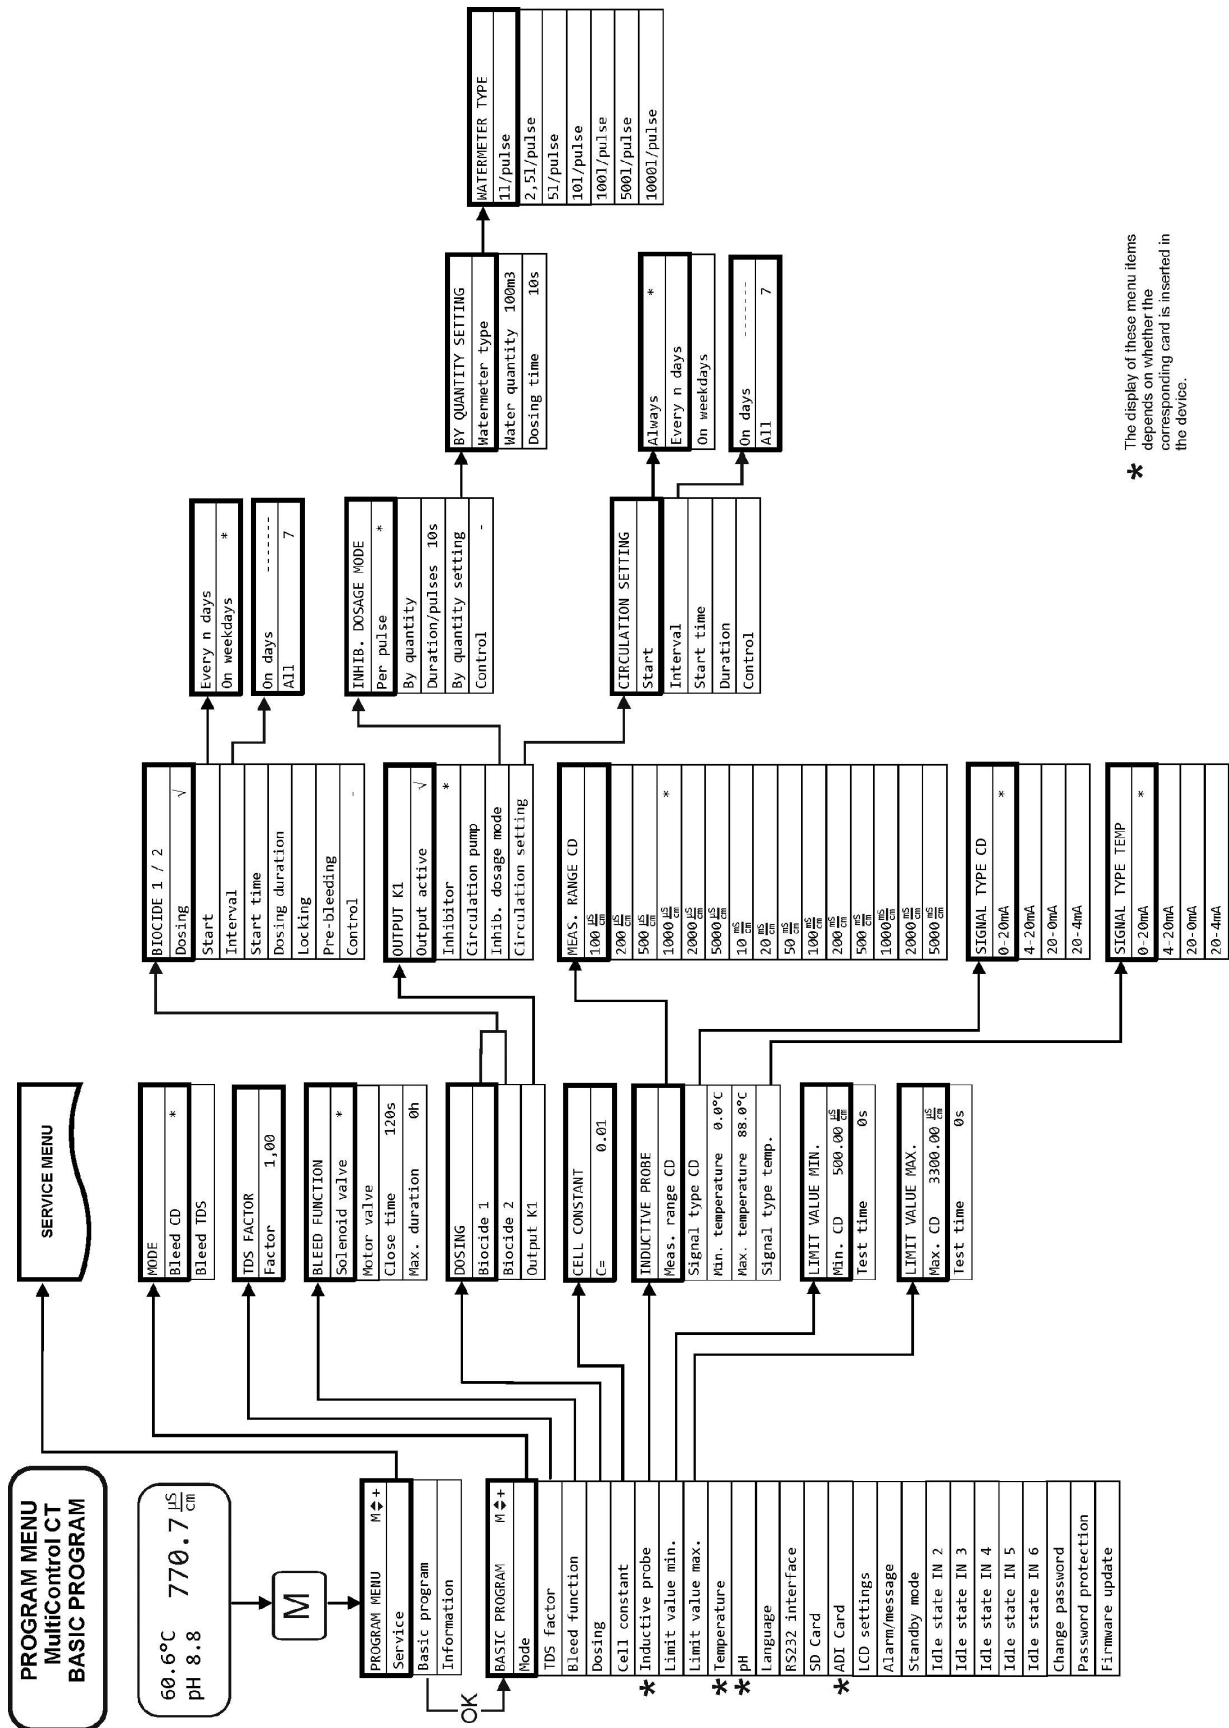 PROGRAM MENU
MultiControl CT
BASIC PROGRAM
60.6°C
pH 8.8
770.7 µS/cm
M
PROGRAM MENU M+
Service
Basic program
Information
OK
SERVICE MENU
BASIC PROGRAM M+
Mode
TDS factor
Bleed function
Dosing
Cell constant
* Inductive probe
Limit value min.
Limit value max.
* Temperature
* pH
Language
RS232 interface
SD Card
* ADI Card
LCD settings
Alarm/message
Standby mode
Idle state IN 2
Idle state IN 3
Idle state IN 4
Idle state IN 5
Idle state IN 6
Change password
Password protection
Firmware update
MODE
Bleed CD *
Bleed TDS
TDS FACTOR
Factor 1,00
BLEED FUNCTION
Solenoid valve *
Motor valve
Close time 120s
Max. duration 0h
DOSING
Biocide 1
Biocide 2
Output K1
CELL CONSTANT
C= 0.01
INDUCTIVE PROBE
Meas. range CD
Signal type CD
Min. temperature 0.0°C
Max. temperature 88.0°C
Signal type temp.
LIMIT VALUE MIN.
Min. CD 500.00 µS/cm
Test time 0s
LIMIT VALUE MAX.
Max. CD 3300.00 µS/cm
Test time 0s
BIOCIDE 1 / 2
Dosing √
Start
Interval
Start time
Dosing duration
Locking
Pre-bleeding
Control -
OUTPUT K1
Output active √
Inhibitor *
Circulation pump
Inhib. dosage mode
Circulation setting
MEAS. RANGE CD
100 µS/cm
200 µS/cm
500 µS/cm
1000 µS/cm *
2000 µS/cm
5000 µS/cm
10 mS/cm
20 mS/cm
50 mS/cm
100 mS/cm
200 mS/cm
500 mS/cm
1000 mS/cm
2000 mS/cm
5000 mS/cm
SIGNAL TYPE CD
0-20mA *
4-20mA
20-0mA
20-4mA
SIGNAL TYPE TEMP
0-20mA *
4-20mA
20-0mA
20-4mA
Every n days
On weekdays *
On days -------
All 7
INHIB. DOSAGE MODE
Per pulse *
By quantity
Duration/pulses 10s
By quantity setting
Control -
CIRCULATION SETTING
Start
Interval
Start time
Duration
Control
BY QUANTITY SETTING
Watermeter type
Water quantity 100m3
Dosing time 10s
Always *
Every n days
On weekdays
On days -------
All 7
WATERMETER TYPE
1l/pulse
2,5l/pulse
5l/pulse
10l/pulse
100l/pulse
500l/pulse
1000l/pulse
* The display of these menu items
depends on whether the
corresponding card is inserted in
the device.